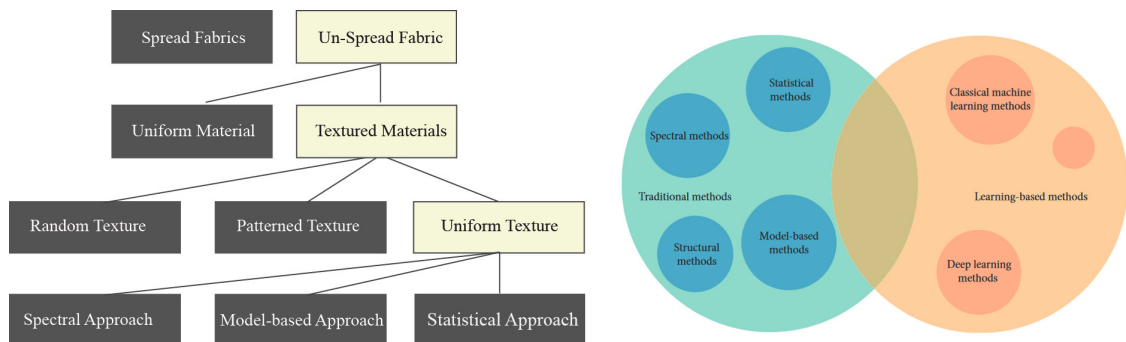 Spread Fabrics
Un-Spread Fabric
Uniform Material
Textured Materials
Random Texture
Patterned Texture
Uniform Texture
Spectral Approach
Model-based Approach
Statistical Approach
Statistical
methods
Spectral methods
Traditional methods
Structural
methods
Model-based
methods
Classical machine
learning methods
Learning-based methods
Deep learning
methods